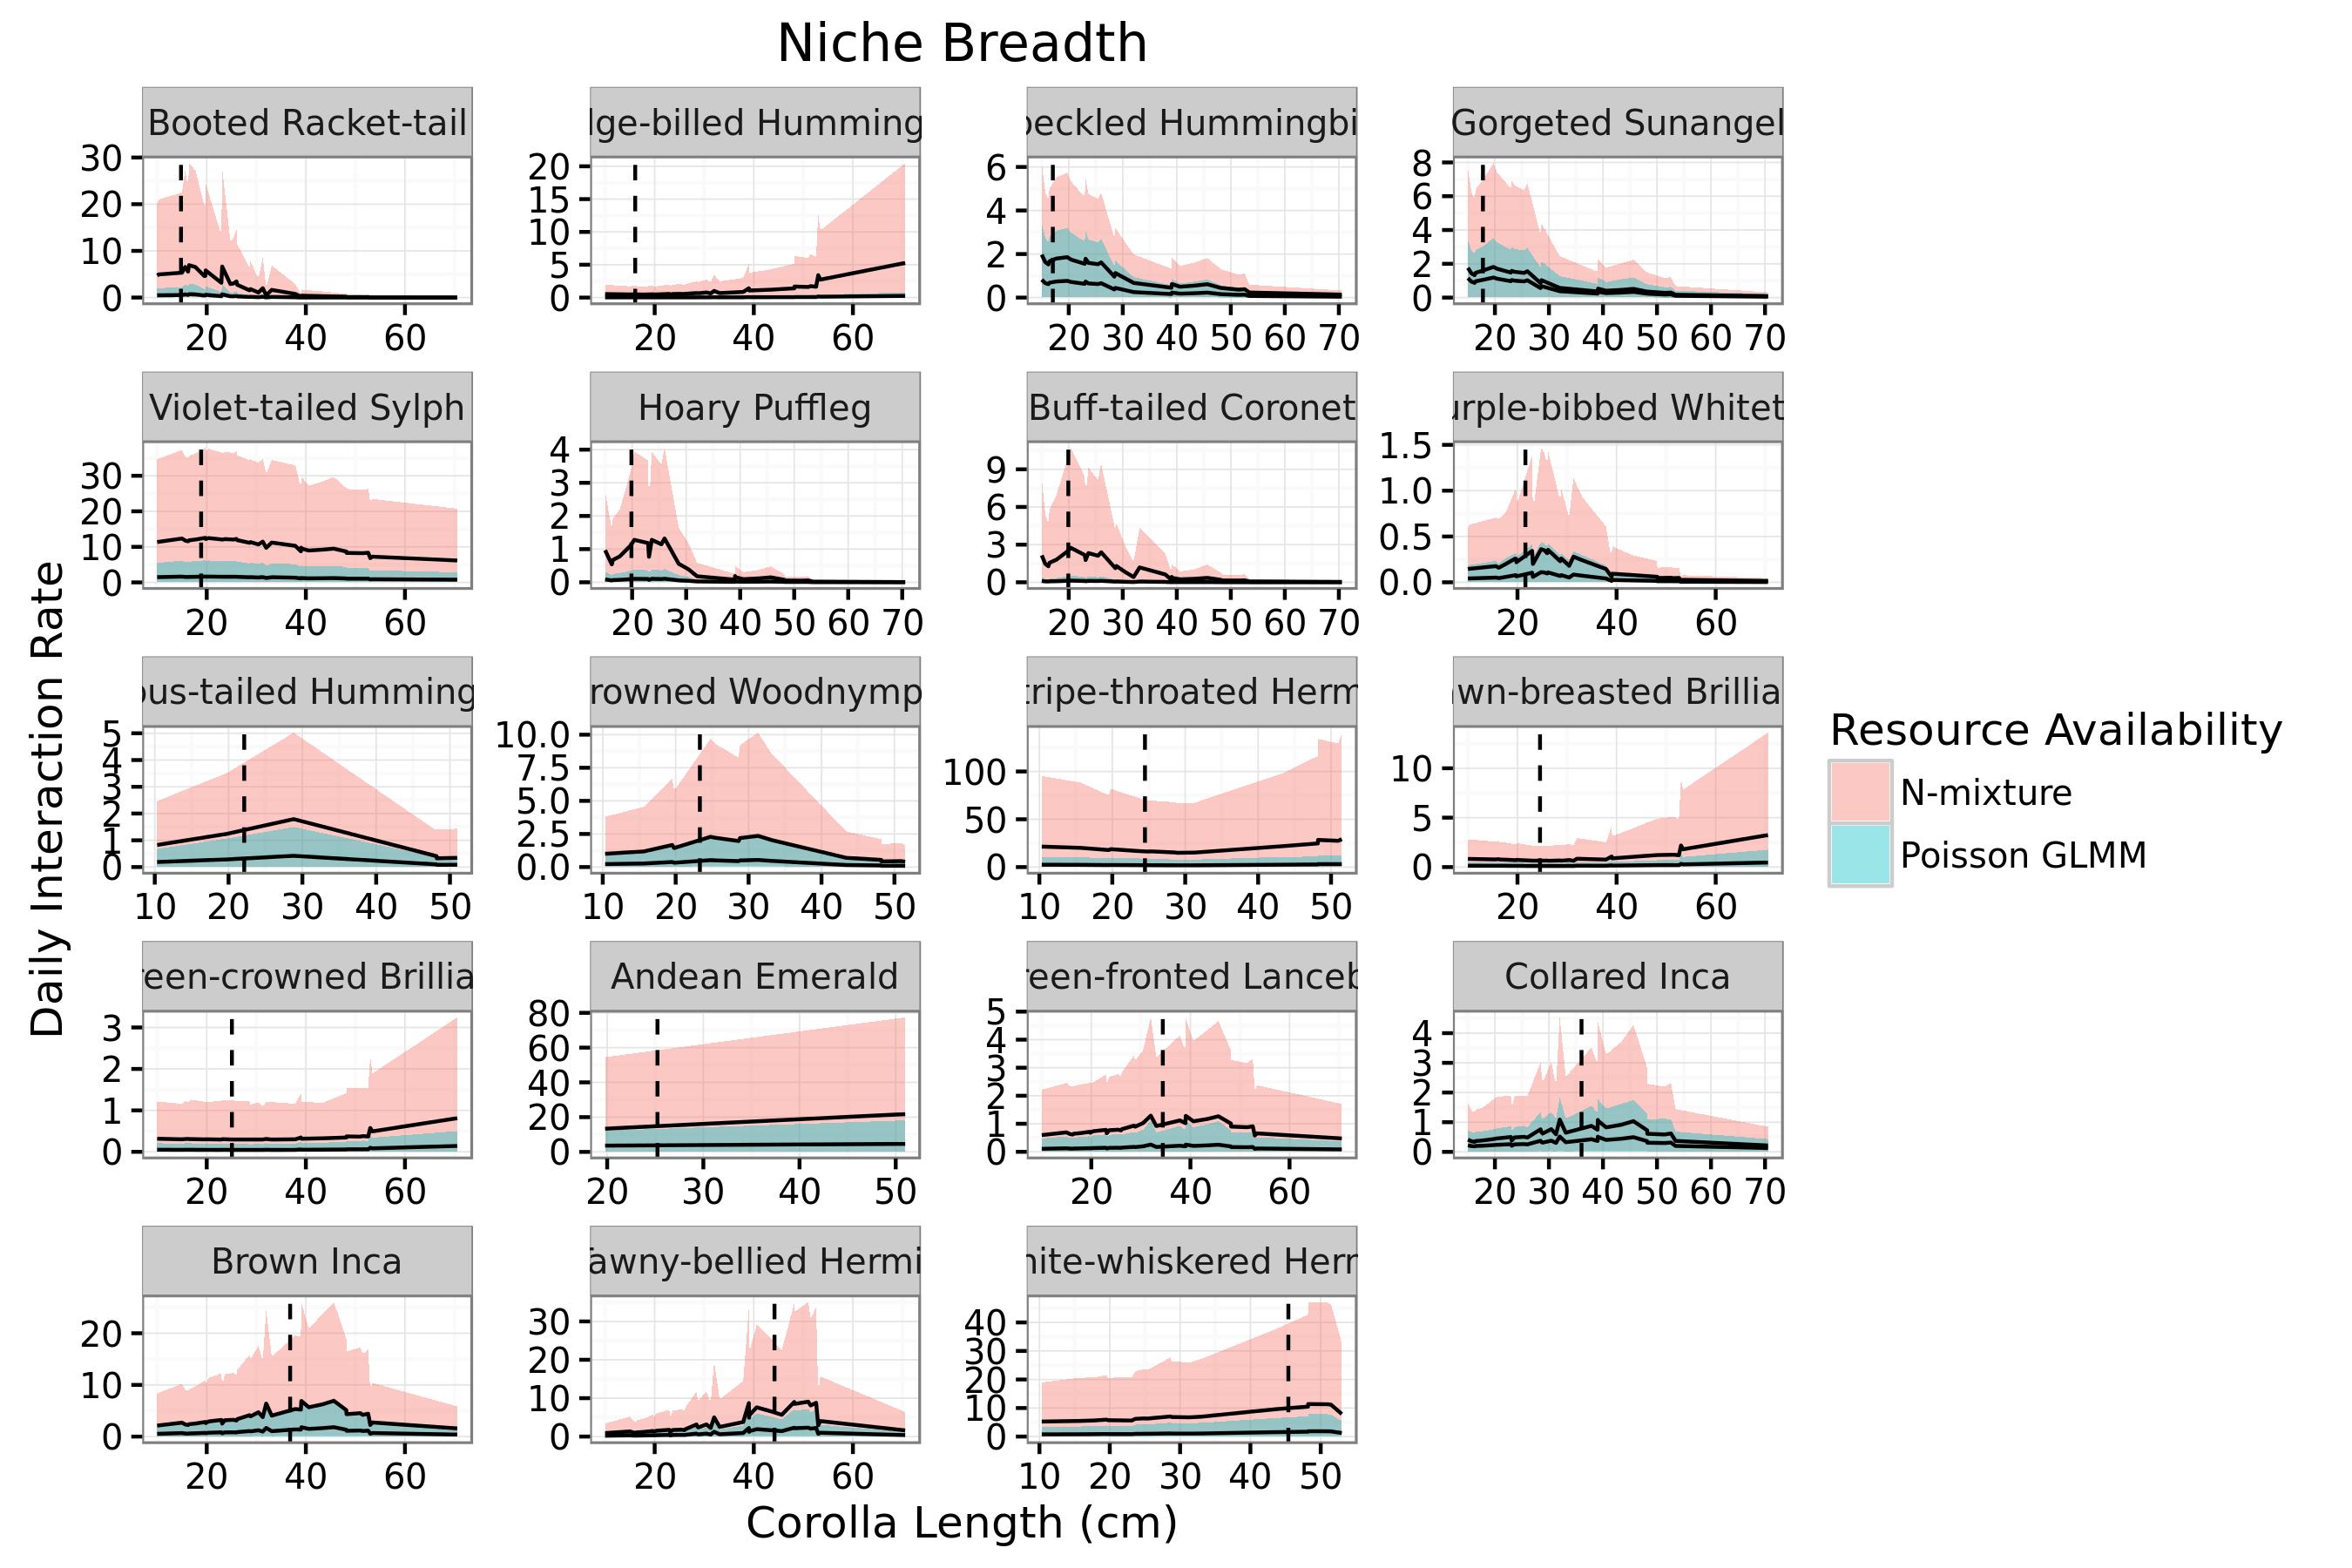 Niche Breadth
Booted Racket-tail
lge-billed Humming
peckled Hummingbi
Gorgeted Sunangel
30
20
10
0
20
15
10
5
0
6
4
2
0
8
6
4
2
0
20 40 60
20 40 60
20 30 40 50 60 70
20 30 40 50 60 70
Violet-tailed Sylph
Hoary Puffleg
Buff-tailed Coronet
urple-bibbed Whitet
30
20
10
0
4
3
2
1
0
9
6
3
0
1.5
1.0
0.5
0.0
20 40 60
20 30 40 50 60 70
20 30 40 50 60 70
20 40 60
Daily Interaction Rate
ous-tailed Humming
rowned Woodnymp
tripe-throated Herm
wn-breasted Brillia
5
4
3
2
1
0
10.0
7.5
5.0
2.5
0.0
100
50
0
10
5
0
10 20 30 40 50
10 20 30 40 50
10 20 30 40 50
20 40 60
Resource Availability
N-mixture
Poisson GLMM
reen-crowned Brillia
Andean Emerald
reen-fronted Lanceb
Collared Inca
3
2
1
0
80
60
40
20
0
5
4
3
2
1
0
4
3
2
1
0
20 40 60
20 30 40 50
20 40 60
20 30 40 50 60 70
Brown Inca
awny-bellied Hermi
hite-whiskered Herr
20
10
0
30
20
10
0
40
30
20
10
0
20 40 60
20 40 60
10 20 30 40 50
Corolla Length (cm)